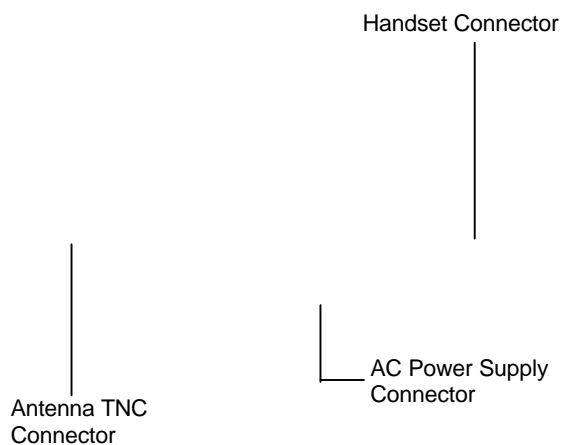 Handset Connector
AC Power Supply
Connector
Antenna TNC
Connector